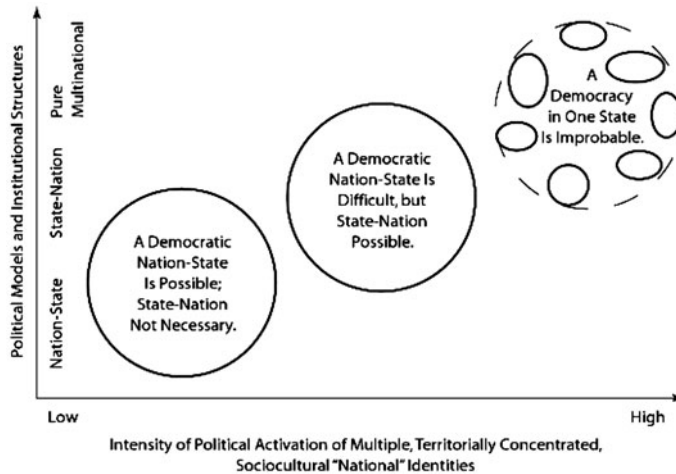 Political Models and Institutional Structures
Pure
Multinational
State-Nation
Nation-State
A
Democracy
in One State
Is Improbable.
A Democratic
Nation-State Is
Difficult, but
State-Nation
Possible.
A Democratic
Nation-State
Is Possible;
State-Nation
Not Necessary.
Low
High
Intensity of Political Activation of Multiple, Territorially Concentrated,
Sociocultural "National" Identities